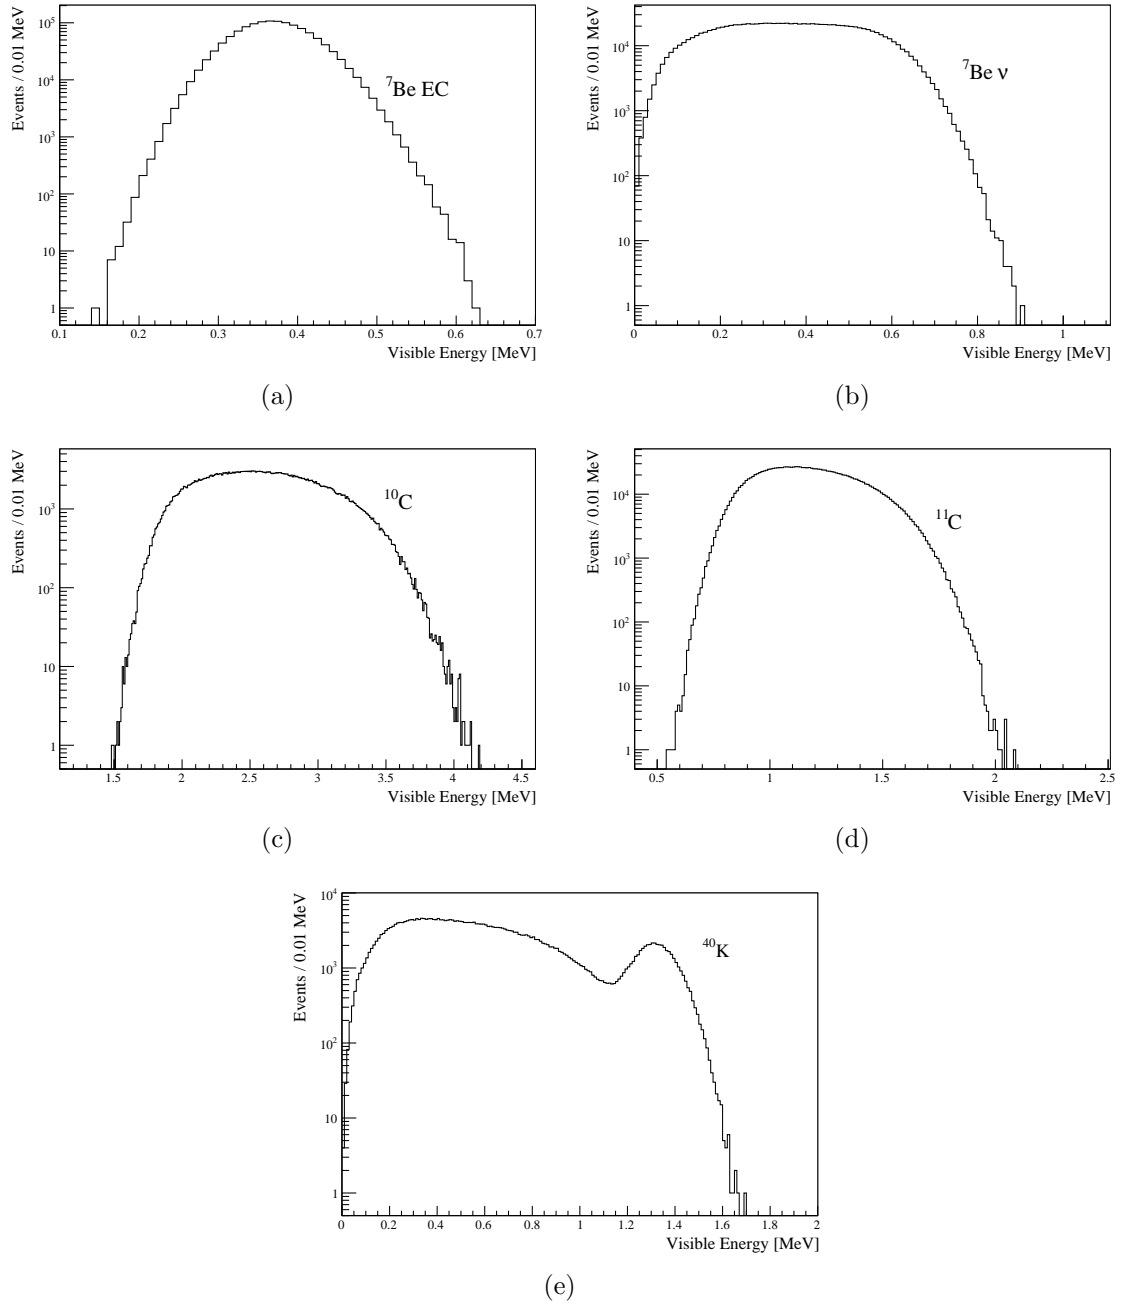 Events / 0.01 MeV
10⁵
10⁴
10³
10²
10
1
⁷Be EC
0.1 0.2 0.3 0.4 0.5 0.6 0.7
Visible Energy [MeV]
(a)
Events / 0.01 MeV
10⁴
10³
10²
10
1
⁷Be ν
0 0.2 0.4 0.6 0.8 1
Visible Energy [MeV]
(b)
Events / 0.01 MeV
10³
10²
10
1
¹⁰C
1.5 2 2.5 3 3.5 4 4.5
Visible Energy [MeV]
(c)
Events / 0.01 MeV
10⁴
10³
10²
10
1
¹¹C
0.5 1 1.5 2 2.5
Visible Energy [MeV]
(d)
Events / 0.01 MeV
10⁴
10³
10²
10
1
⁴⁰K
0 0.2 0.4 0.6 0.8 1 1.2 1.4 1.6 1.8 2
Visible Energy [MeV]
(e)